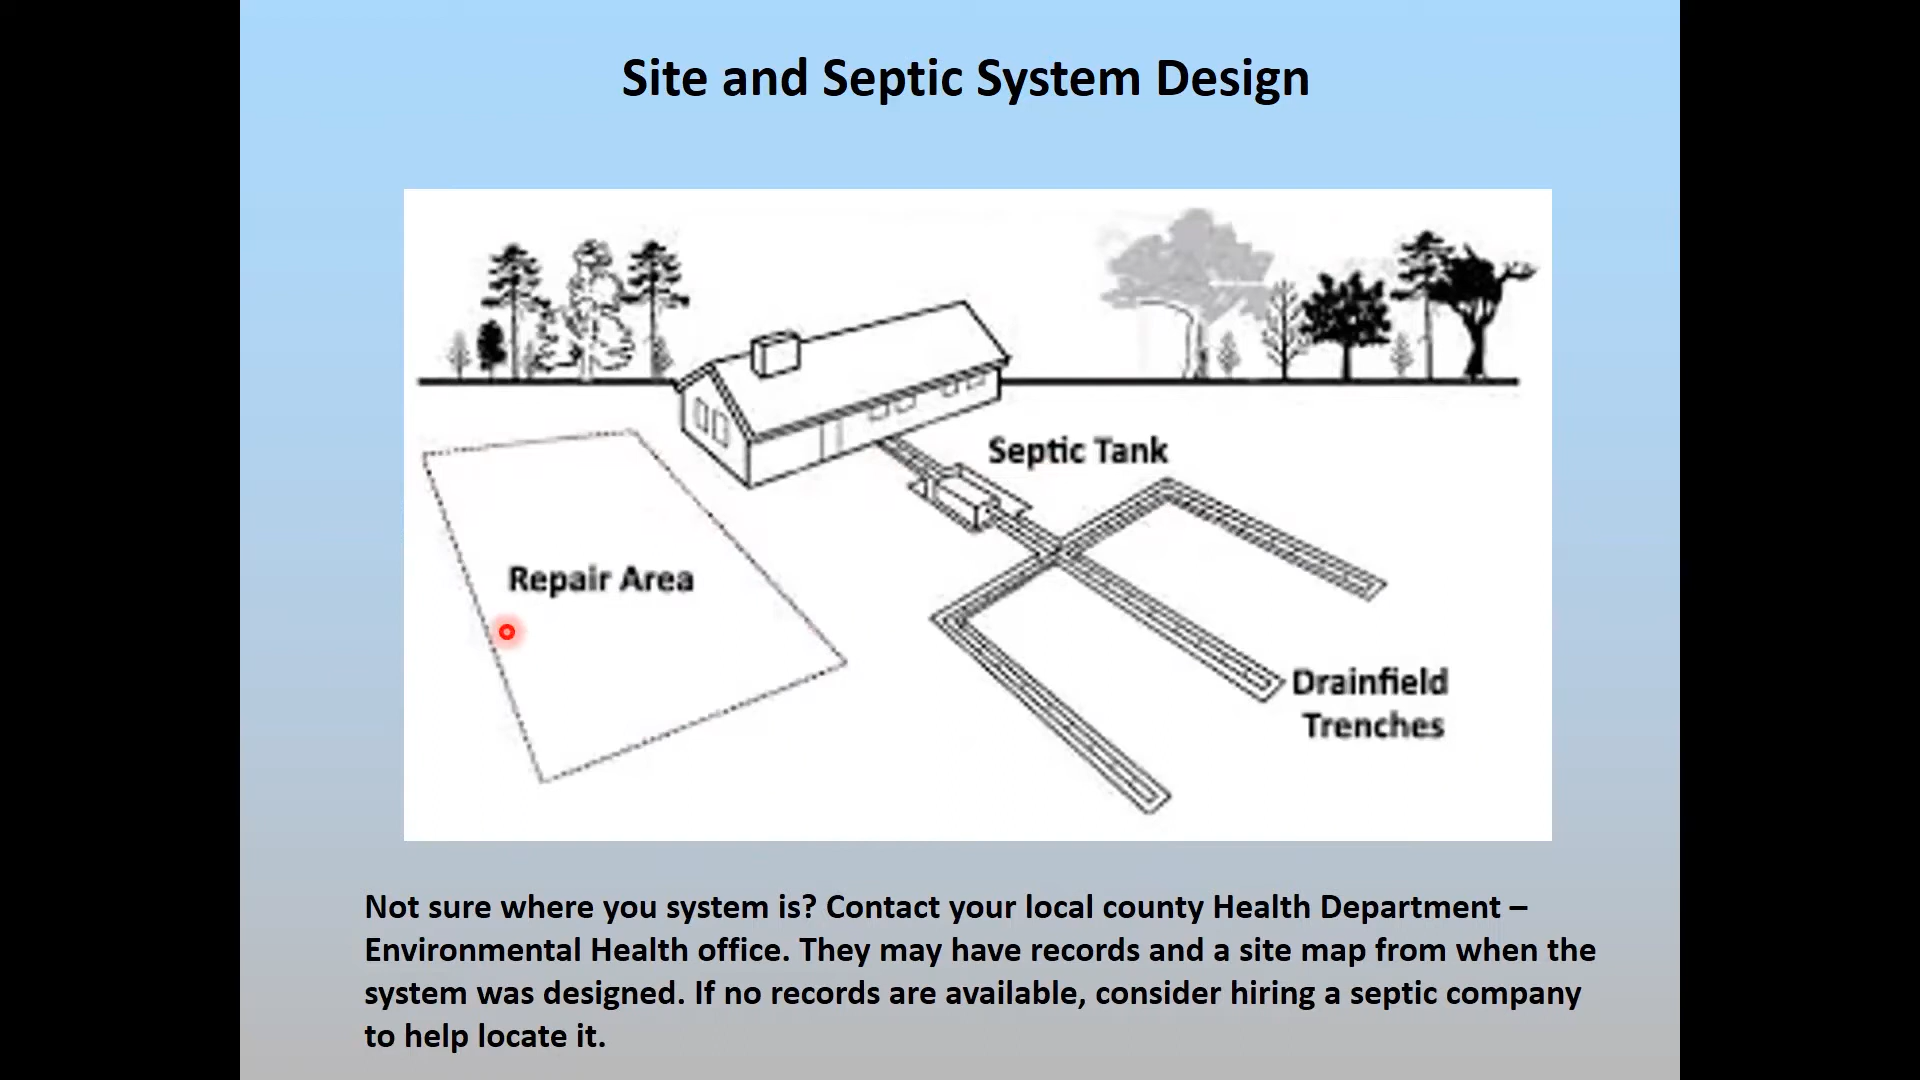 Site and Septic System Design
Septic Tank
Repair Area
Drainfield
Trenches
Not sure where you system is? Contact your local county Health Department –
Environmental Health office. They may have records and a site map from when the
system was designed. If no records are available, consider hiring a septic company
to help locate it.